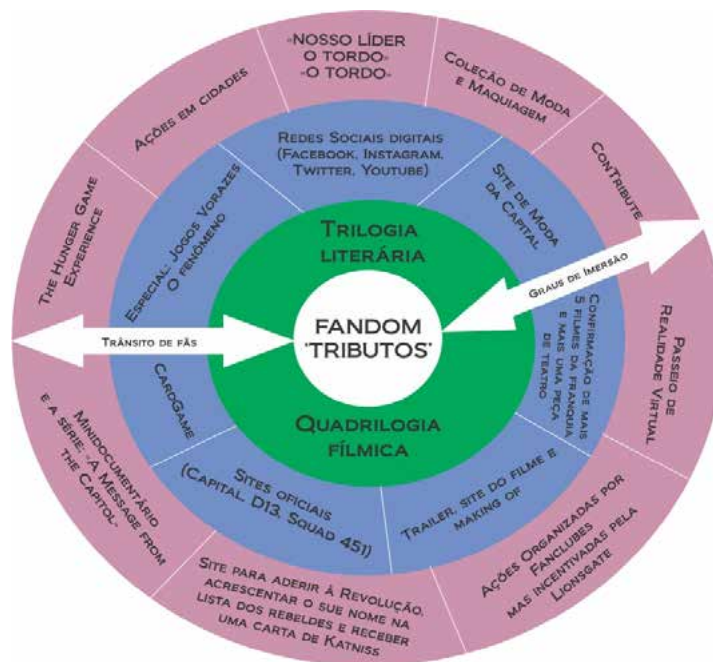 «NOSSO LÍDER
O TORDO»
«O TORDO»
COLEÇÃO DE MODA
E MAQUIAGEM
CONTRIBUTE
PASSEIO DE
REALIDADE VIRTUAL
AÇÕES ORGANIZADAS POR
FANCLUBES
MAS INCENTIVADAS PELA
LIONSGATE
SITE PARA ADERIR À REVOLUÇÃO,
ACRESCENTAR O SUE NOME NA
LISTA DOS REBELDES E RECEBER
UMA CARTA DE KATNISS
MINIDOCUMENTÁRIO
E A SÉRIE: «A MESSAGE FROM
THE CAPITOL»
THE HUNGER GAME
EXPERIENCE
AÇÕES EM CIDADES
REDES SOCIAIS DIGITAIS
(FACEBOOK, INSTAGRAM,
TWITTER, YOUTUBE)
SITE DE MODA
DA CAPITAL
CONFIRMAÇÃO DE MAIS
5 FILMES DA FRANQUIA
E MAIS UMA PEÇA
DE TEATRO
TRAILER, SITE DO FILME E
MAKING OF
SITES OFICIAIS
(CAPITAL, D13, SQUAD 451)
CARDGAME
ESPECIAL: JOGOS VORAZES
O FENÔMENO
TRILOGIA
LITERÁRIA
FANDOM
"TRIBUTOS"
QUADRILOGIA
FÍLMICA
TRÂNSITO DE FÃS
GRAUS DE IMERSÃO